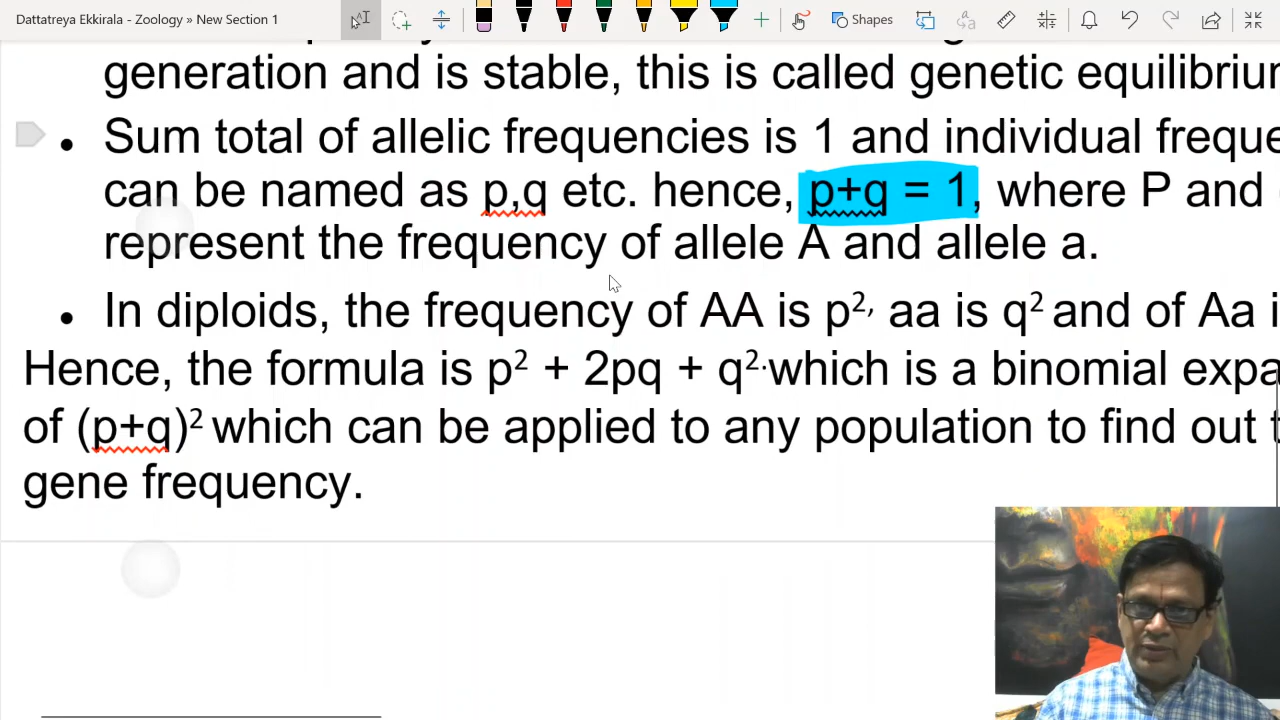 Dattatreya Ekkirala - Zoology » New Section 1
Shapes
generation and is stable, this is called genetic
Sum total of allelic frequencies is 1 and individual
can be named as p,q etc. hence, p+q = 1, where P and
represent the frequency of allele A and allele a.
In diploids, the frequency of AA is p², aa is q² and of Aa
Hence, the formula is p² + 2pq + q².which is a binomial
of (p+q)² which can be applied to any population to find out
gene frequency.